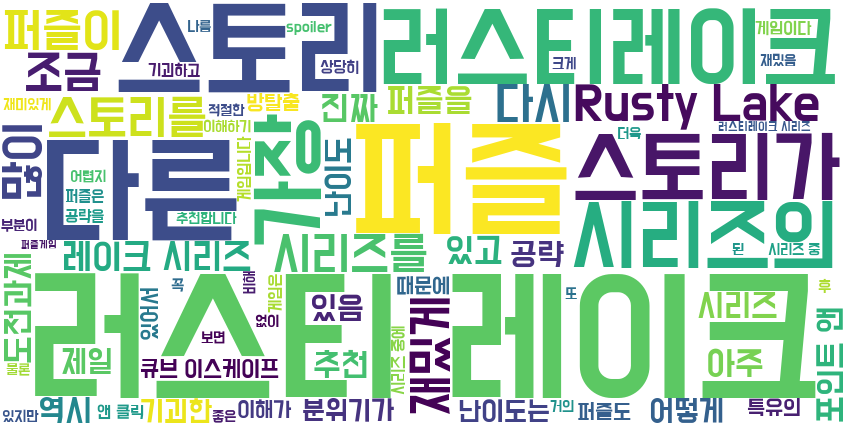 퍼즐이
스토리
나름
spoiler
러스티레이크
게임이다
조금
기괴하고
상당히
크게
재밌음
재미있게
스토리를
적절한
방탈출
이해하기
진짜
퍼즐을
다시
Rusty Lake
더욱
러스티레이크 시리즈
많이
다른
가장
게임입니다
난이도
퍼즐
스토리가
어렵지
퍼즐은
공략을
추천합니다
부분이
퍼즐게임
레이크 시리즈
시리즈를
있고
공략
시리즈의
된
시리즈 중
도전과제
물론
러스티레이크
있어서
꼭
비해
게임은
없이
있음
때문에
재밌게
또
시리즈
후
포인트 앤
제일
큐브 이스케이프
보면
추천
시리즈 중에
아주
있지만
역시
앤 클릭
기괴한
좋은
이해가
분위기가
난이도는
거의
퍼즐도
어떻게
특유의